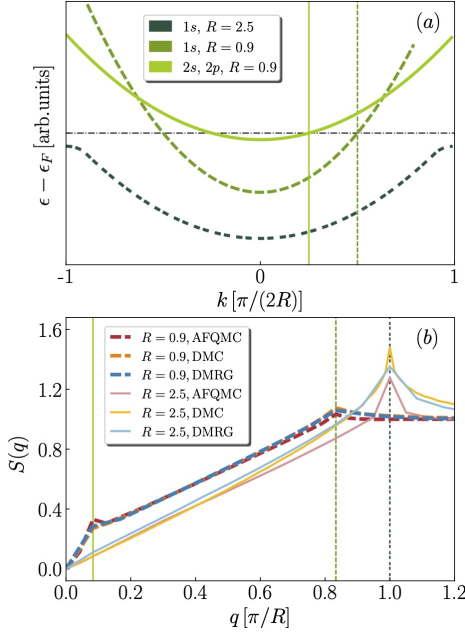 (a)
1s, R = 2.5
1s, R = 0.9
2s, 2p, R = 0.9
ϵ − ϵ_F [arb.units]
-1
0
1
k [π/(2R)]
(b)
R = 0.9, AFQMC
R = 0.9, DMC
R = 0.9, DMRG
R = 2.5, AFQMC
R = 2.5, DMC
R = 2.5, DMRG
S(q)
1.6
1.2
0.8
0.4
0.0
0.0 0.2 0.4 0.6 0.8 1.0 1.2
q [π/R]